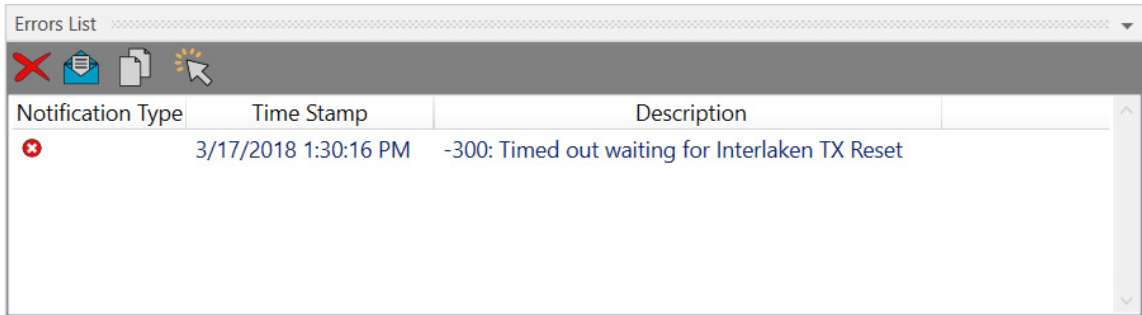 Errors List
Notification Type Time Stamp Description
3/17/2018 1:30:16 PM -300: Timed out waiting for Interlaken TX Reset